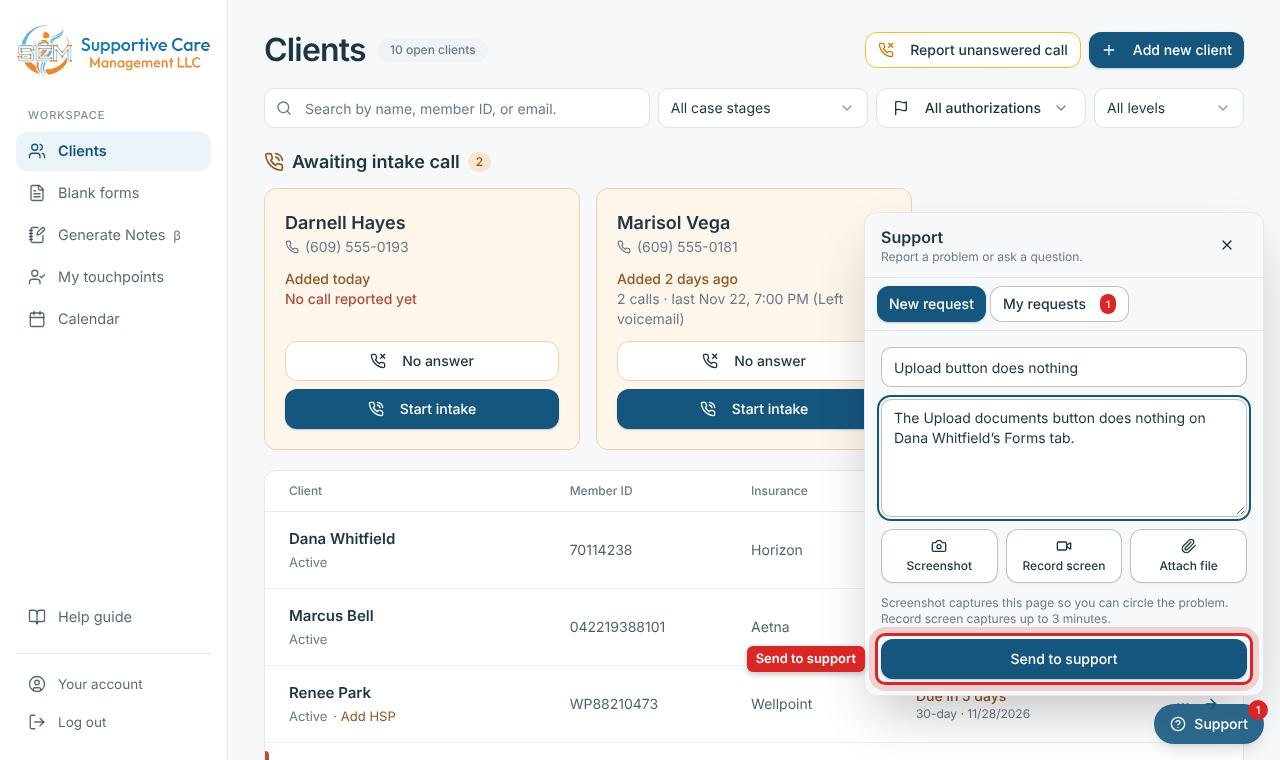 SCM
Supportive Care
Management LLC
WORKSPACE
Clients
Blank forms
Generate Notes β
My touchpoints
Calendar
Help guide
Your account
Log out
Clients
10 open clients
Report unanswered call
Add new client
Search by name, member ID, or email.
All case stages
All authorizations
All levels
Awaiting intake call
2
Darnell Hayes
(609) 555-0193
Added today
No call reported yet
No answer
Start intake
Marisol Vega
(609) 555-0181
Added 2 days ago
2 calls · last Nov 22, 7:00 PM (Left
voicemail)
No answer
Start intake
Client
Member ID
Insurance
Dana Whitfield
Active
70114238
Horizon
Marcus Bell
Active
042219388101
Aetna
Renee Park
Active · Add HSP
WP88210473
Wellpoint
Due in 5 days
30-day · 11/28/2026
Support
Report a problem or ask a question.
New request
My requests
1
Upload button does nothing
The Upload documents button does nothing on
Dana Whitfield's Forms tab.
Screenshot
Record screen
Attach file
Screenshot captures this page so you can circle the problem.
Record screen captures up to 3 minutes.
Send to support
Send to support
Support
1